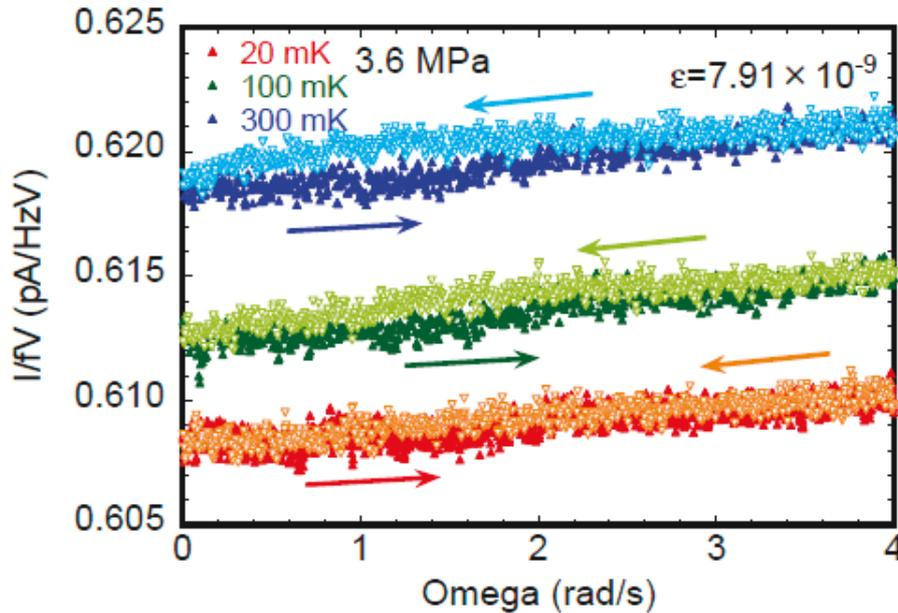 0.625
20 mK 3.6 MPa
ε=7.91×10⁻⁹
100 mK
300 mK
0.620
I/fV (pA/HzV)
0.615
0.610
0.605
0 1 2 3 4
Omega (rad/s)